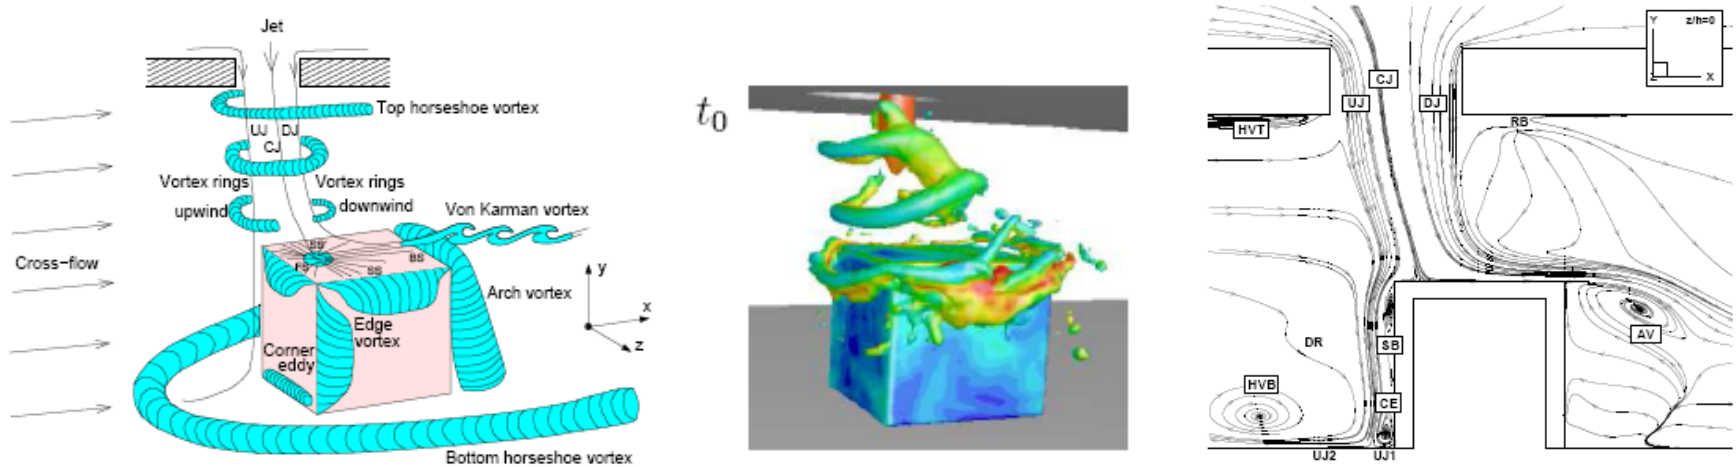 Jet
Top horseshoe vortex
UJ DJ
CJ
Vortex rings
upwind
Vortex rings
downwind
Von Karman vortex
Cross-flow
SS
FS
SS
BS
Arch vortex
Edge
vortex
Corner
eddy
Bottom horseshoe vortex
y
x
z
t0
Y
z/h=0
Z
X
CJ
UJ
DJ
HVT
RB
DR
SB
AV
HVB
CE
UJ2
UJ1